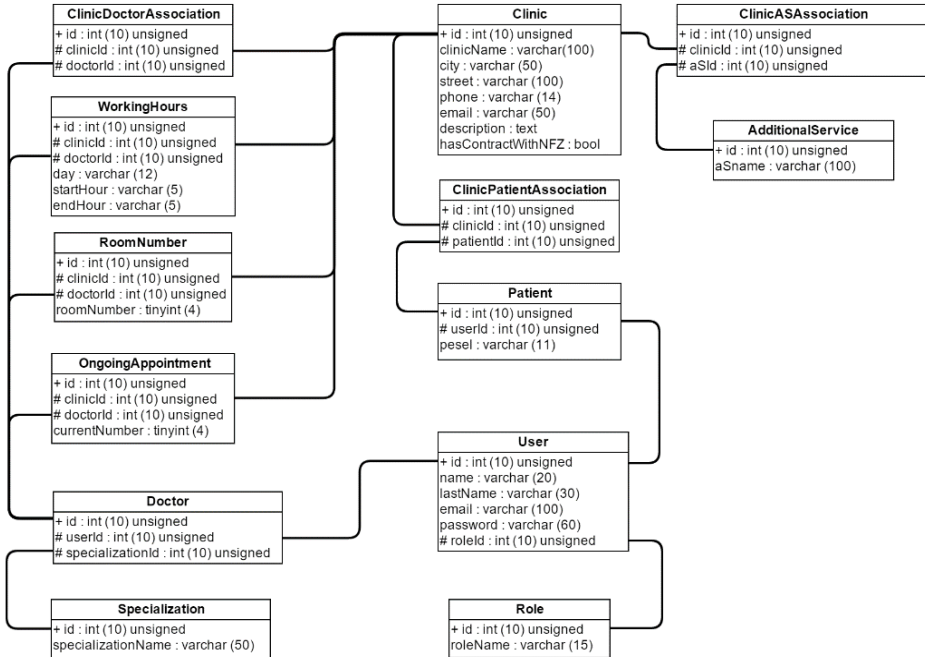 ClinicDoctorAssociation
+ id : int (10) unsigned
# clinicId : int (10) unsigned
# doctorId : int (10) unsigned
WorkingHours
+ id : int (10) unsigned
# clinicId : int (10) unsigned
# doctorId : int (10) unsigned
day : varchar (12)
startHour : varchar (5)
endHour : varchar (5)
RoomNumber
+ id : int (10) unsigned
# clinicId : int (10) unsigned
# doctorId : int (10) unsigned
roomNumber : tinyint (4)
OngoingAppointment
+ id : int (10) unsigned
# clinicId : int (10) unsigned
# doctorId : int (10) unsigned
currentNumber : tinyint (4)
Doctor
+ id : int (10) unsigned
# userId : int (10) unsigned
# specializationId : int (10) unsigned
Specialization
+ id : int (10) unsigned
specializationName : varchar (50)
Clinic
+ id : int (10) unsigned
clinicName : varchar(100)
city : varchar (50)
street : varchar (100)
phone : varchar (14)
email : varchar (50)
description : text
hasContractWithNFZ : bool
ClinicPatientAssociation
+ id : int (10) unsigned
# clinicId : int (10) unsigned
# patientId : int (10) unsigned
Patient
+ id : int (10) unsigned
# userId : int (10) unsigned
pesel : varchar (11)
User
+ id : int (10) unsigned
name : varchar (20)
lastName : varchar (30)
email : varchar (100)
password : varchar (60)
# roleId : int (10) unsigned
Role
+ id : int (10) unsigned
roleName : varchar (15)
ClinicASAssociation
+ id : int (10) unsigned
# clinicId : int (10) unsigned
# aSId : int (10) unsigned
AdditionalService
+ id : int (10) unsigned
aSname : varchar (100)